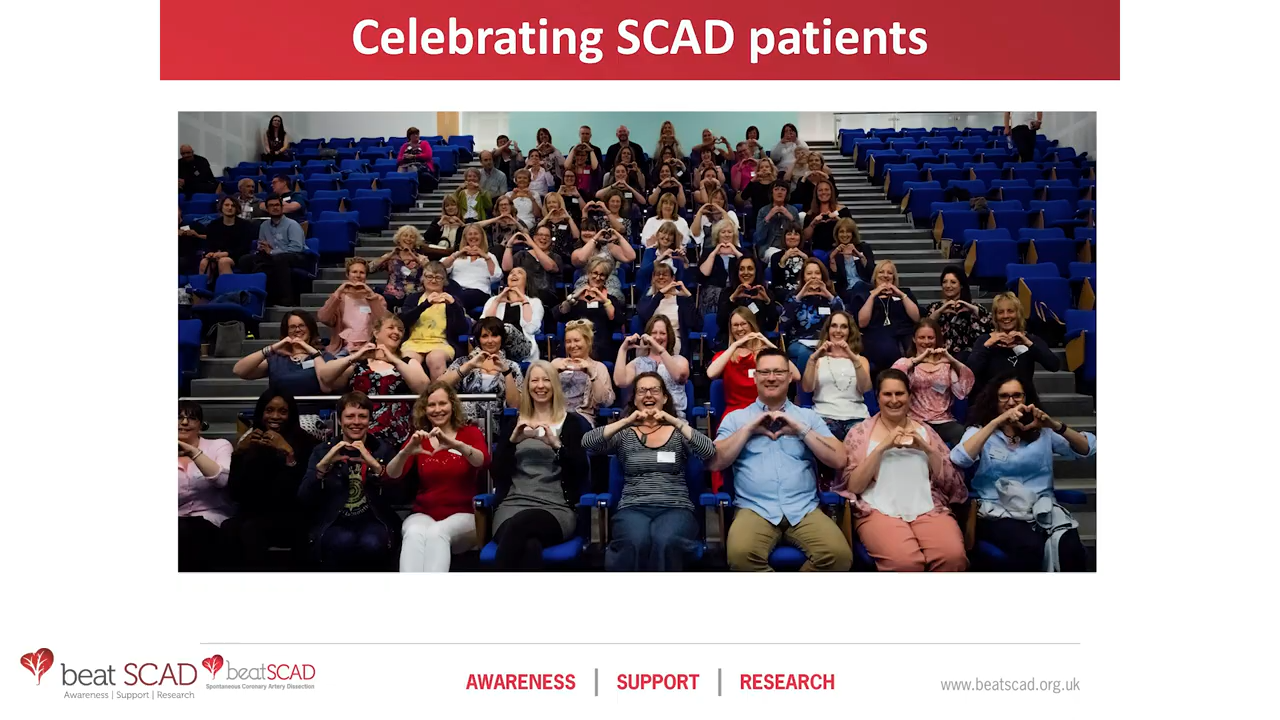 Celebrating SCAD patients
beat SCAD
Awareness | Support | Research
beatSCAD
Spontaneous Coronary Artery Dissection
AWARENESS | SUPPORT | RESEARCH
www.beatscad.org.uk